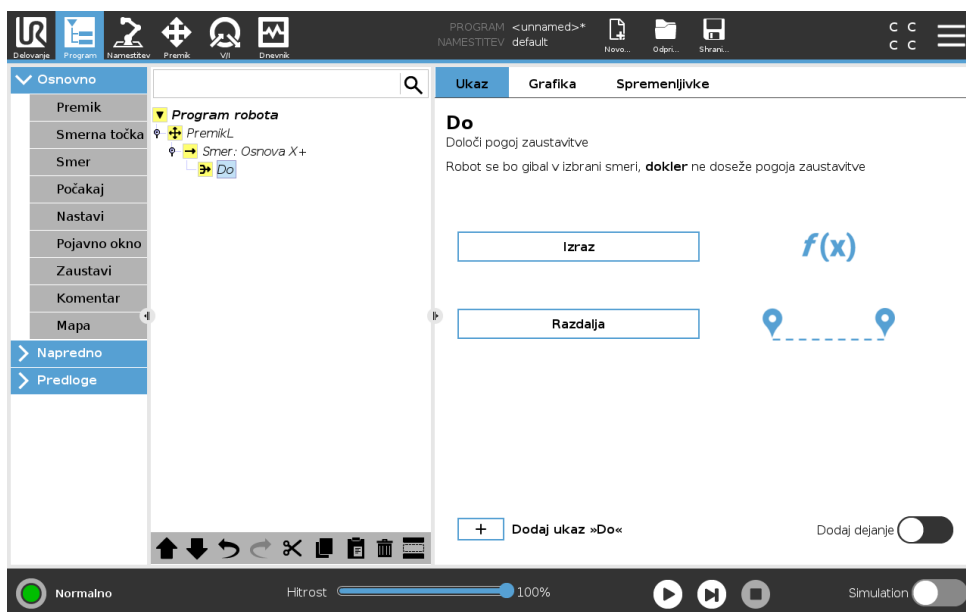 PROGRAM <unnamed>*
NAMESTITEV default
Delovanje
Program
Namestitev
Premik
V/I
Dnevnik
Novo...
Odpri...
Shrani...
C C
C C
Osnovno
Premik
Smerna točka
Smer
Počakaj
Nastavi
Pojavno okno
Zaustavi
Komentar
Mapa
Napredno
Predloge
Program robota
PremikL
Smer: Osnova X+
Do
Ukaz
Grafika
Spremenljivke
Do
Določi pogoj zaustavitve
Robot se bo gibal v izbrani smeri, dokler ne doseže pogoja zaustavitve
Izraz
f(x)
Razdalja
+ Dodaj ukaz »Do«
Dodaj dejanje
Normalno
Hitrost
100%
Simulation